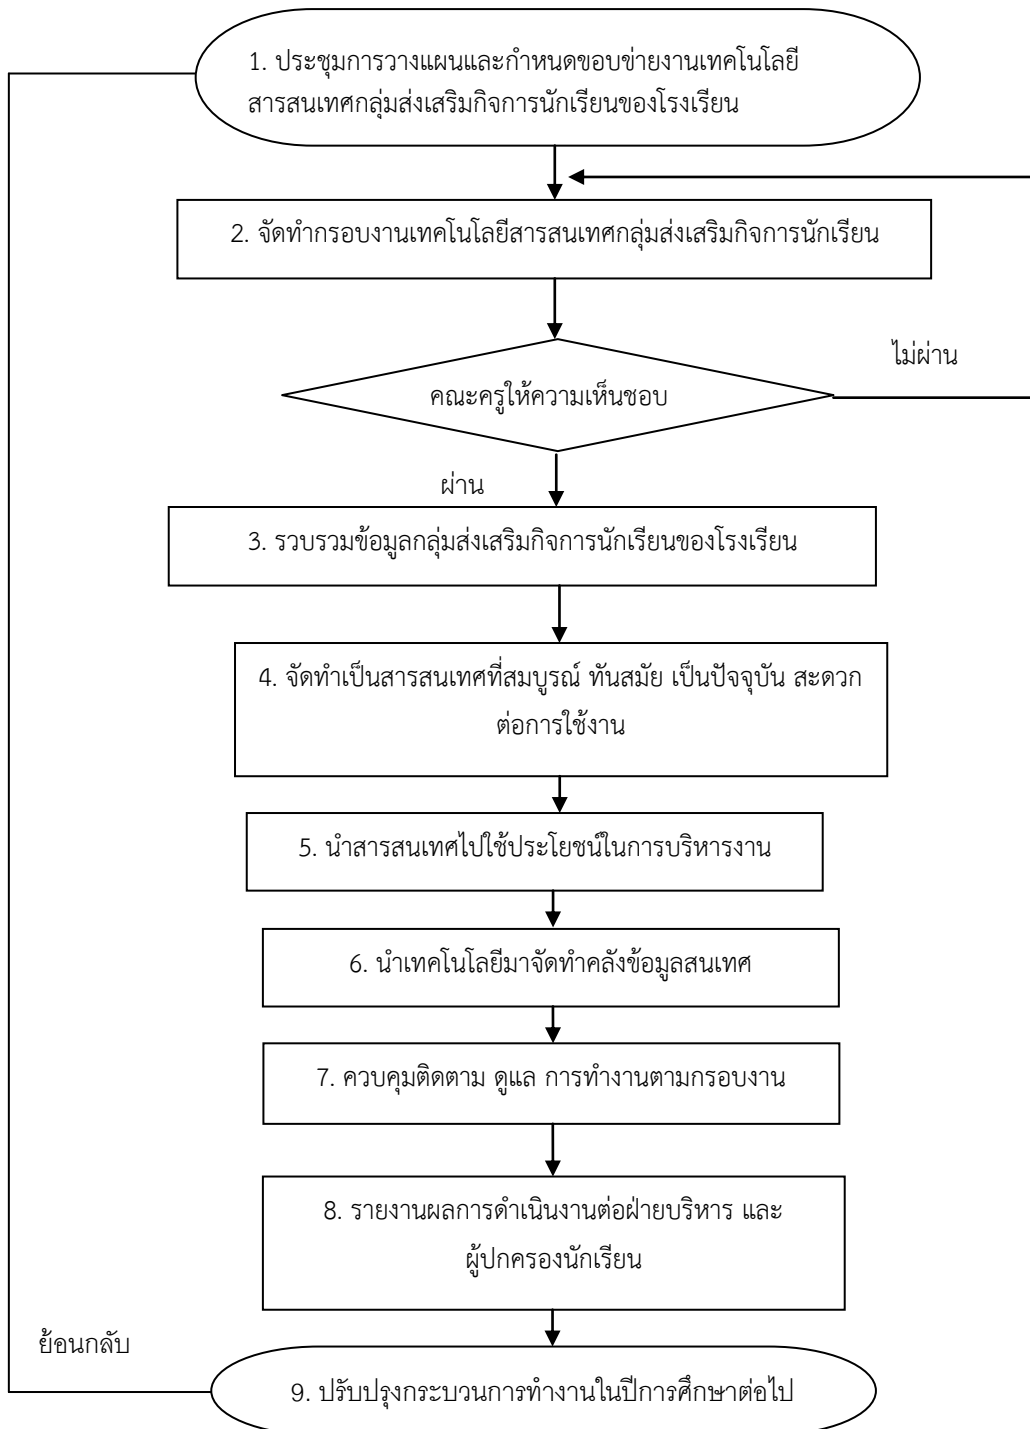 1. ประชุมการวางแผนและกำหนดขอบข่ายงานเทคโนโลยี
สารสนเทศกลุ่มส่งเสริมกิจการนักเรียนของโรงเรียน
2. จัดทำกรอบงานเทคโนโลยีสารสนเทศกลุ่มส่งเสริมกิจการนักเรียน
ไม่ผ่าน
คณะครูให้ความเห็นชอบ
ผ่าน
3. รวบรวมข้อมูลกลุ่มส่งเสริมกิจการนักเรียนของโรงเรียน
4. จัดทำเป็นสารสนเทศที่สมบูรณ์ ทันสมัย เป็นปัจจุบัน สะดวก
ต่อการใช้งาน
5. นำสารสนเทศไปใช้ประโยชน์ในการบริหารงาน
6. นำเทคโนโลยีมาจัดทำคลังข้อมูลสนเทศ
7. ควบคุมติดตาม ดูแล การทำงานตามกรอบงาน
8. รายงานผลการดำเนินงานต่อฝ่ายบริหาร และ
ผู้ปกครองนักเรียน
ย้อนกลับ
9. ปรับปรุงกระบวนการทำงานในปีการศึกษาต่อไป